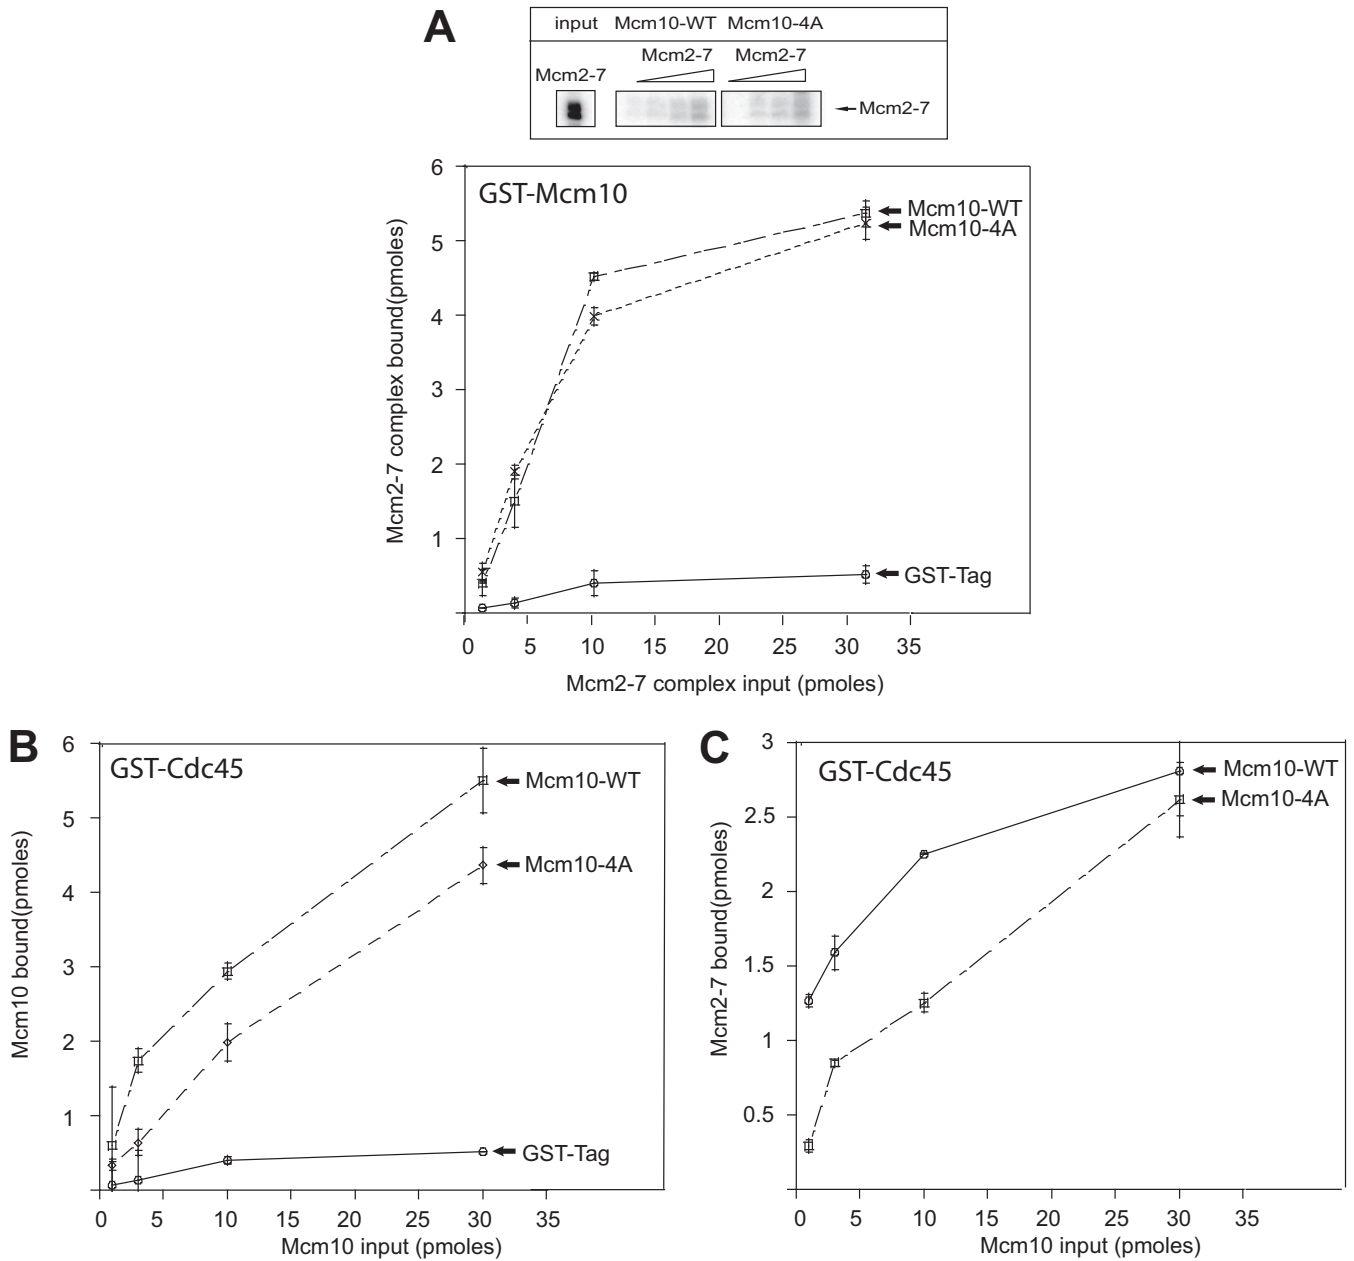 A
input Mcm10-WT Mcm10-4A
Mcm2-7 Mcm2-7
Mcm2-7
Mcm2-7
GST-Mcm10
6
5
4
3
2
1
Mcm2-7 complex bound(pmoles)
Mcm10-WT
Mcm10-4A
GST-Tag
0 5 10 15 20 25 30 35
Mcm2-7 complex input (pmoles)
B
GST-Cdc45
6
5
4
3
2
1
Mcm10 bound(pmoles)
Mcm10-WT
Mcm10-4A
GST-Tag
0 5 10 15 20 25 30 35
Mcm10 input (pmoles)
C
GST-Cdc45
3
2.5
2
1.5
1
0.5
Mcm2-7 bound(pmoles)
Mcm10-WT
Mcm10-4A
0 5 10 15 20 25 30 35
Mcm10 input (pmoles)